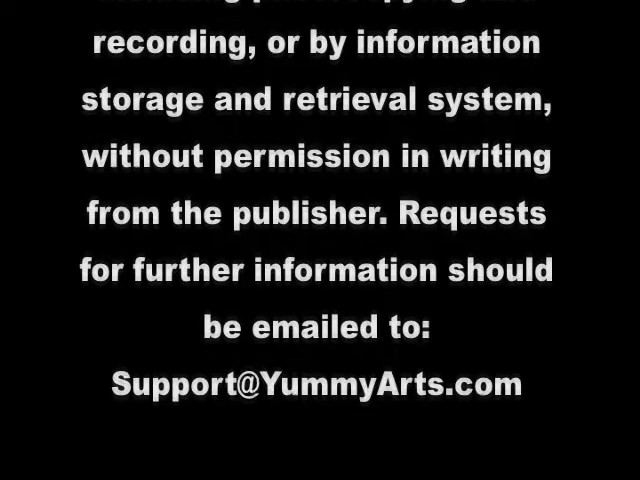 recording, or by information
storage and retrieval system,
without permission in writing
from the publisher. Requests
for further information should
be emailed to:
Support@YummyArts.com